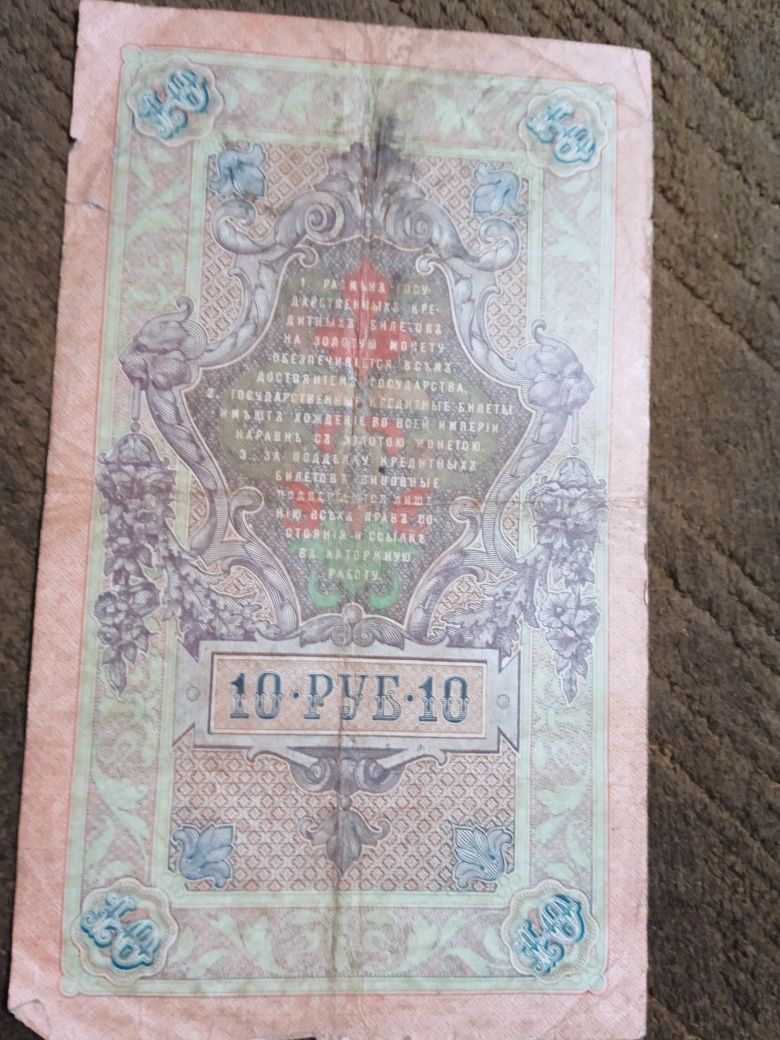 1. РАЗМѢНЪ ГОСУ-
ДАРСТВЕННЫХЪ КРЕ-
ДИТНЫХЪ БИЛЕТОВЪ
НА ЗОЛОТУЮ МОНЕТУ
ОБЕЗПЕЧИВАЕТСЯ ВСѢМЪ
ДОСТОЯНІЕМЪ ГОСУДАРСТВА.
2. ГОСУДАРСТВЕННЫЕ КРЕДИТНЫЕ БИЛЕТЫ
ИМѢЮТЪ ХОЖДЕНІЕ ВО ВСЕЙ ИМПЕРІИ
НАРАВНѢ СЪ ЗОЛОТОЮ МОНЕТОЮ.
3. ЗА ПОДДѢЛКУ КРЕДИТНЫХЪ
БИЛЕТОВЪ ВИНОВНЫЕ
ПОДВЕРГАЮТСЯ ЛИШЕ-
НІЮ ВСѢХЪ ПРАВЪ СО-
СТОЯНІЯ И ССЫЛКѢ
ВЪ КАТОРЖНУЮ
РАБОТУ.
10·РУБ·10